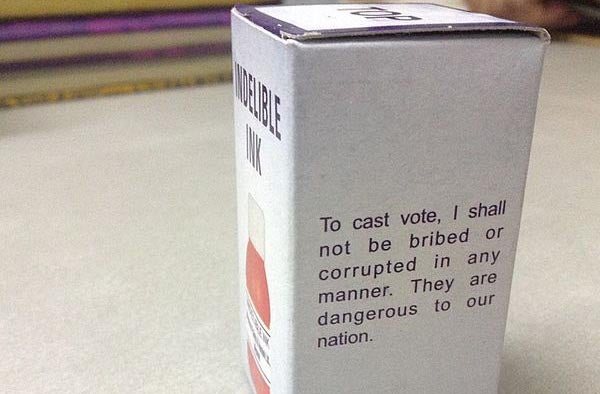 TOP
INDELIBLE
INK
To cast vote, I shall
not be bribed or
corrupted in any
manner. They are
dangerous to our
nation.